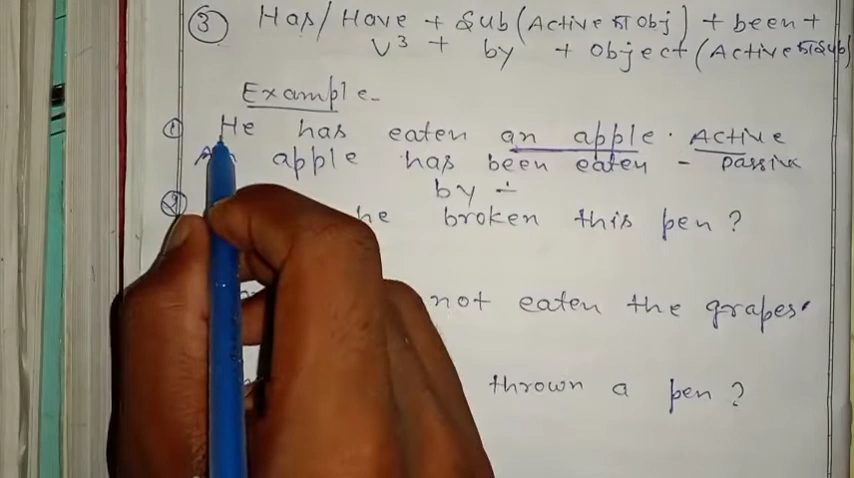 ③ Has/Have + Sub (Active का Obj) + been +
V³ + by + Object (Active का Sub)
Example -
① He has eaten an apple. Active
An apple has been eaten - passive
by -
② he broken this pen?
not eaten the grapes.
thrown a pen?